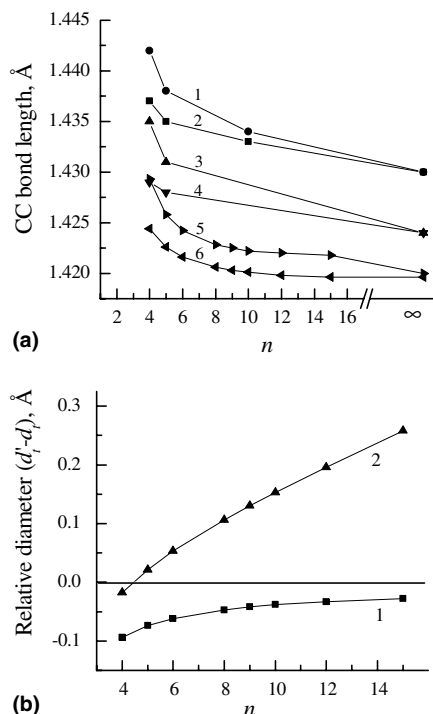 CC bond length, Å
1.445
1.440
1.435
1.430
1.425
1.420
1
2
3
4
5
6
2 4 6 8 10 12 14 16 ∞
n
(a)
Relative diameter (d't-dt), Å
0.3
0.2
0.1
0.0
-0.1
2
1
4 6 8 10 12 14
n
(b)